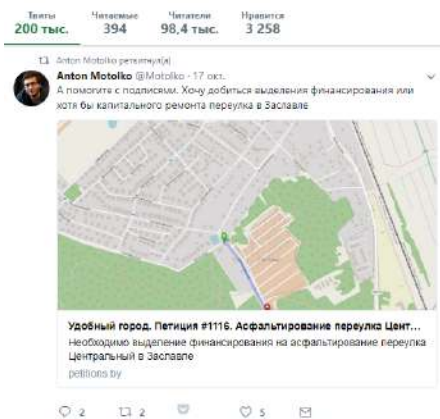 Твиты Читаемые Читатели Нравится
200 тыс. 394 98,4 тыс. 3 258
Anton Motolko ретвитнул(а)
Anton Motolko @Motolko · 17 окт.
А помогите с подписями. Хочу добиться выделения финансирования или
хотя бы капитального ремонта переулка в Заславле
Удобный город. Петиция #1116. Асфальтирование переулка Цент...
Необходимо выделение финансирования на асфальтирование переулка
Центральный в Заславле
petitions.by
2 2 5